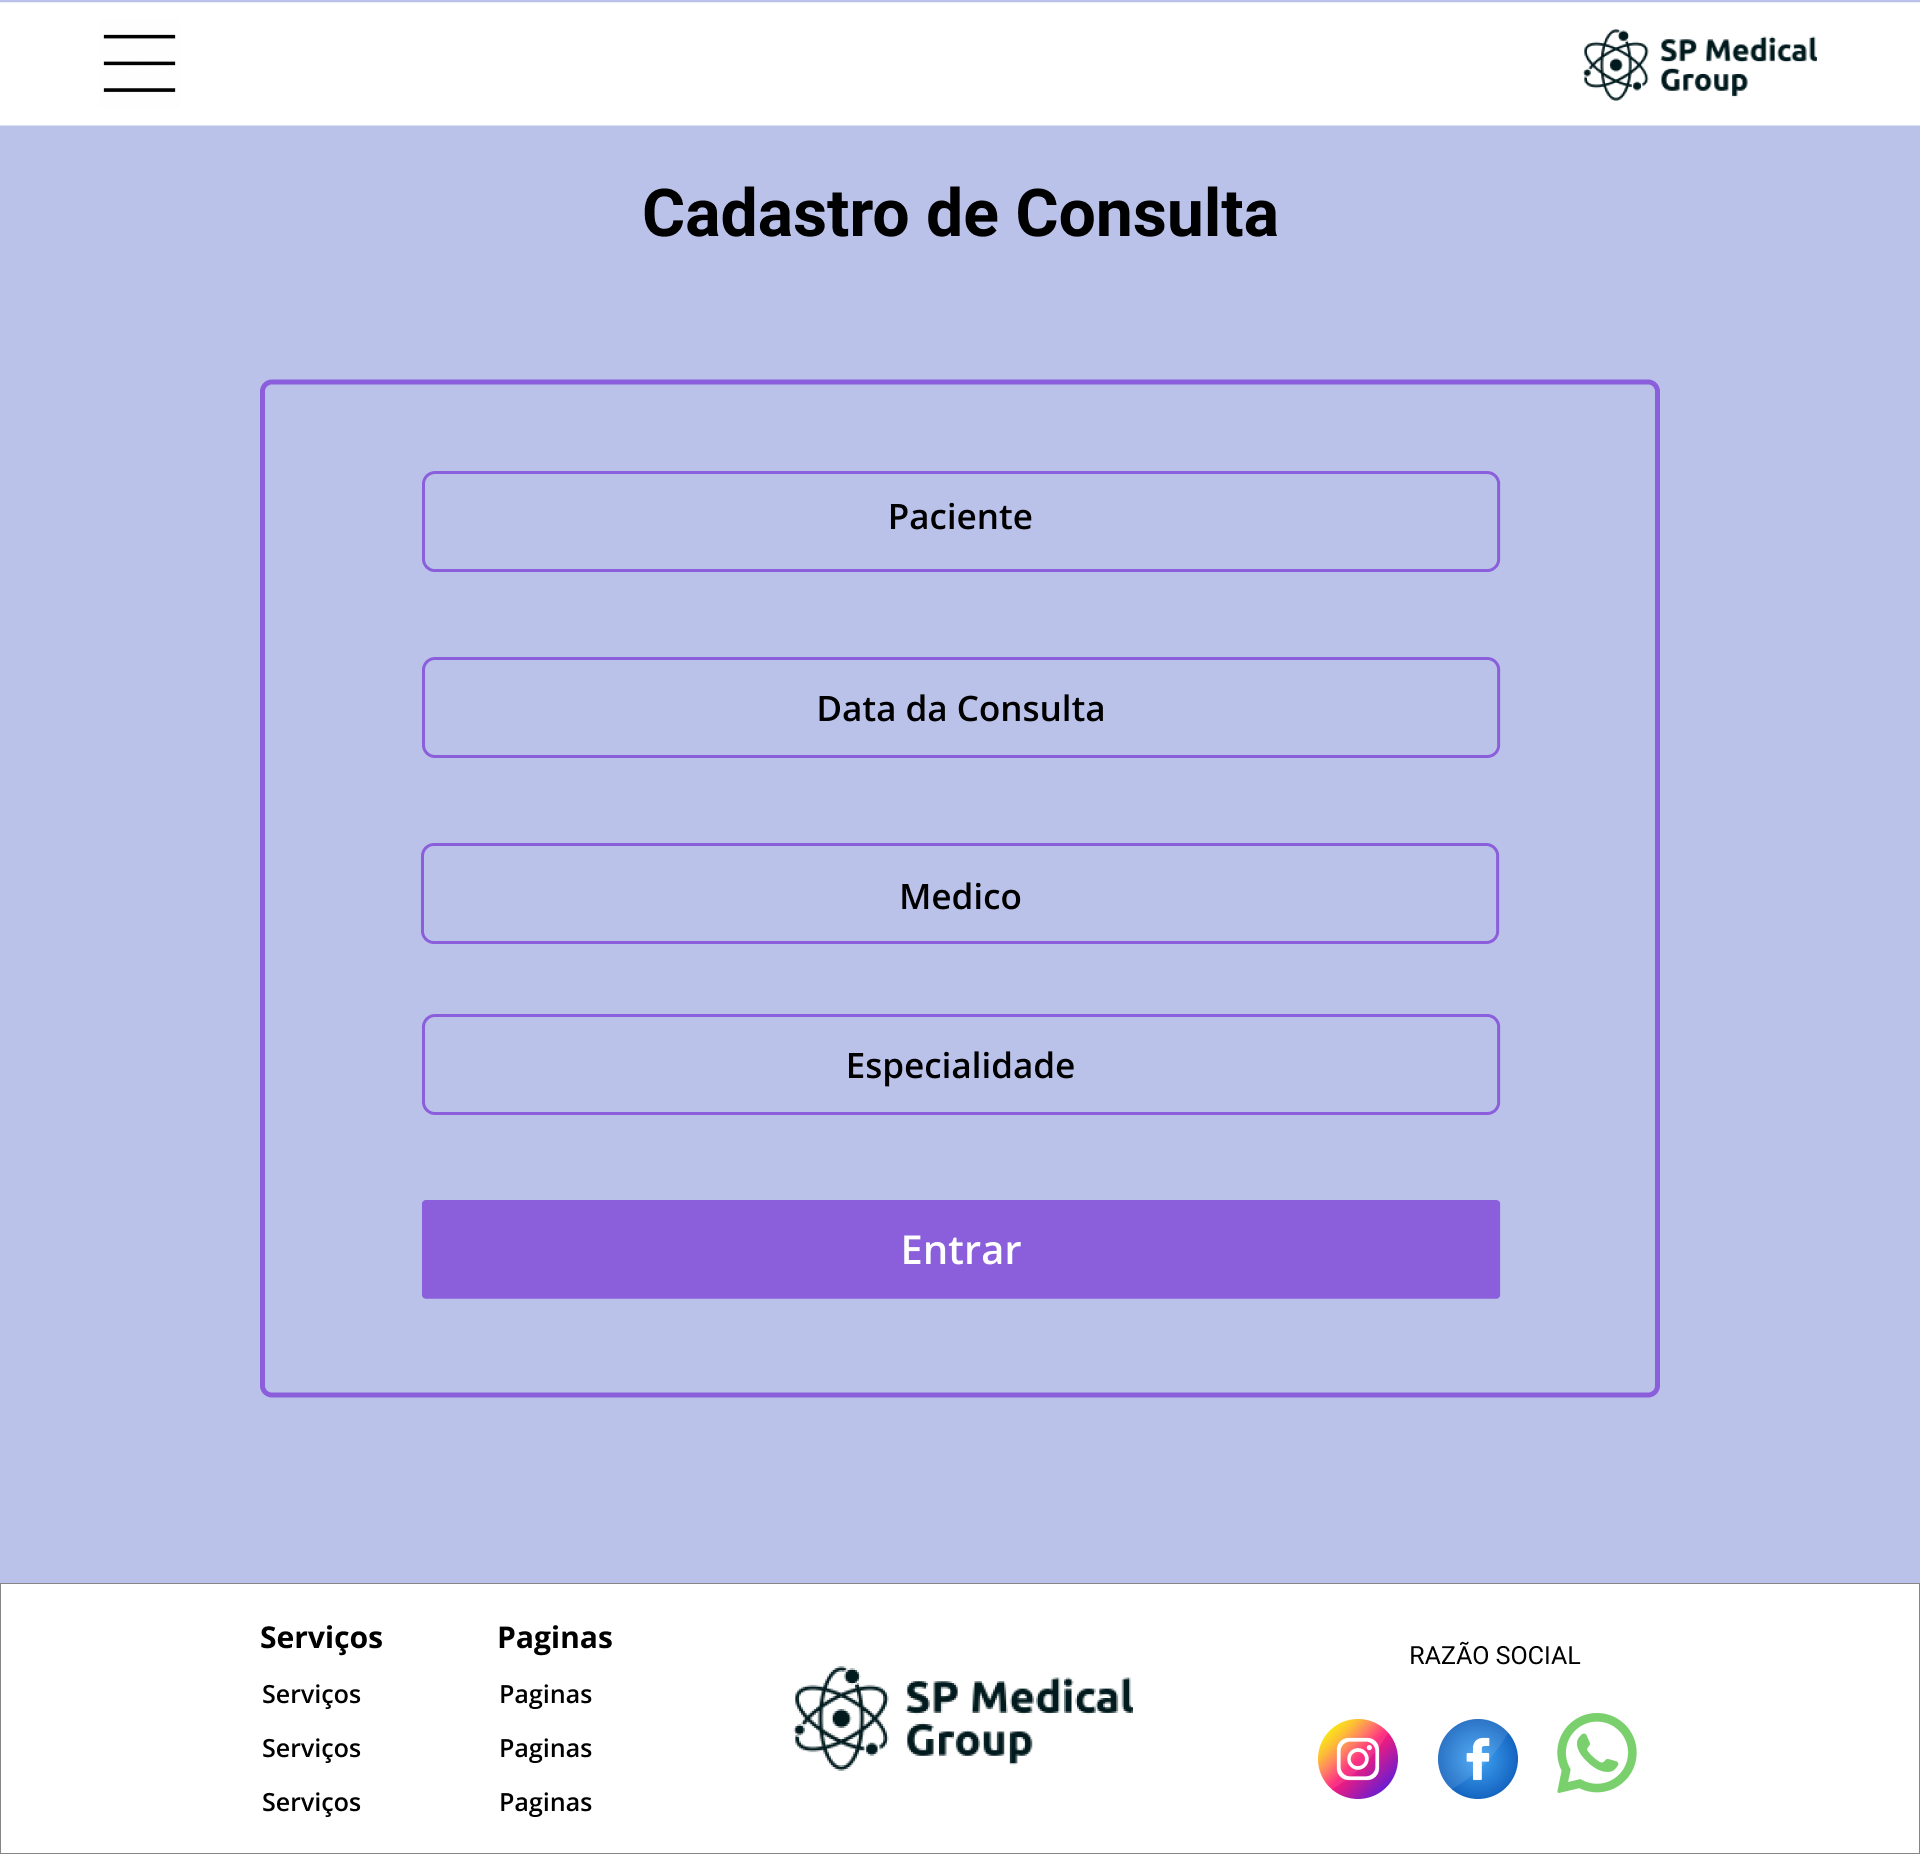 SP Medical
Group
Cadastro de Consulta
Paciente
Data da Consulta
Medico
Especialidade
Entrar
Serviços
Serviços
Serviços
Serviços
Paginas
Paginas
Paginas
Paginas
SP Medical
Group
RAZÃO SOCIAL